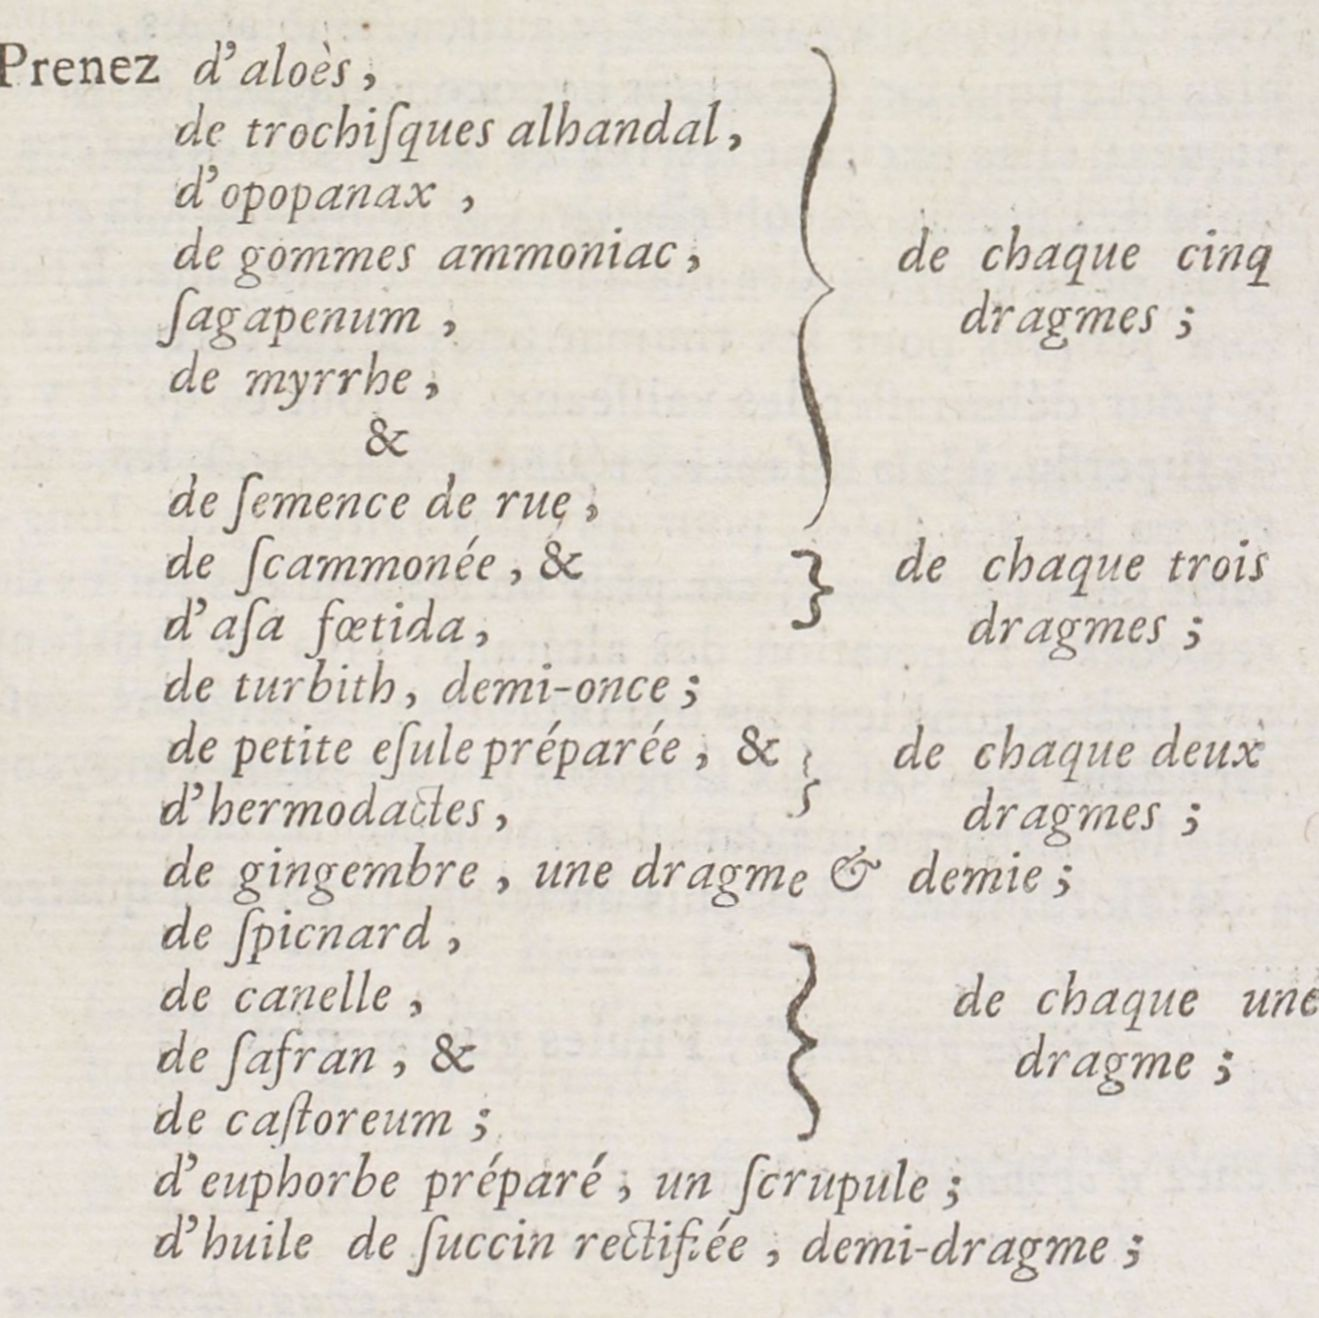 Prenez d'aloès,
de trochiſques alhandal,
d'opopanax ,
de gommes ammoniac, de chaque cinq
ſagapenum , dragmes ;
de myrrhe,
&
de ſemence de rue ,
de ſcammonée , & de chaque trois
d'aſa fœtida, dragmes ;
de turbith, demi-once ;
de petite eſule préparée , & de chaque deux
d'hermodactes, dragmes ;
de gingembre , une dragme & demie ;
de ſpicnard ,
de canelle , de chaque une
de ſafran , & dragme ;
de caſtoreum ;
d'euphorbe préparé , un ſcrupule ;
d'huile de ſuccin rectifiée , demi-dragme ;